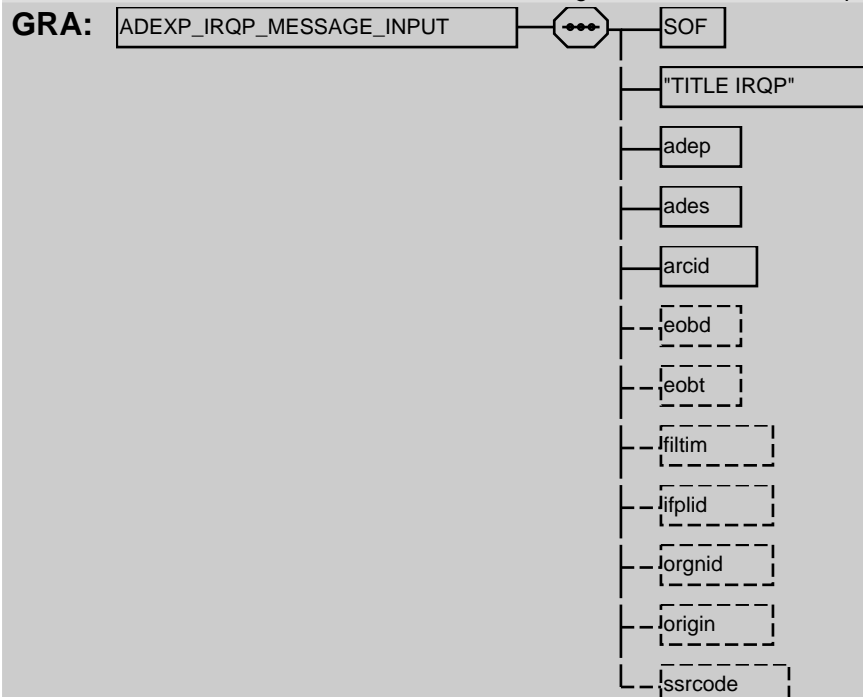 GRA: ADEXP_IRQP_MESSAGE_INPUT SOF
"TITLE IRQP"
adep
ades
arcid
eobd
eobt
filtim
ifplid
orgnid
origin
ssrcode